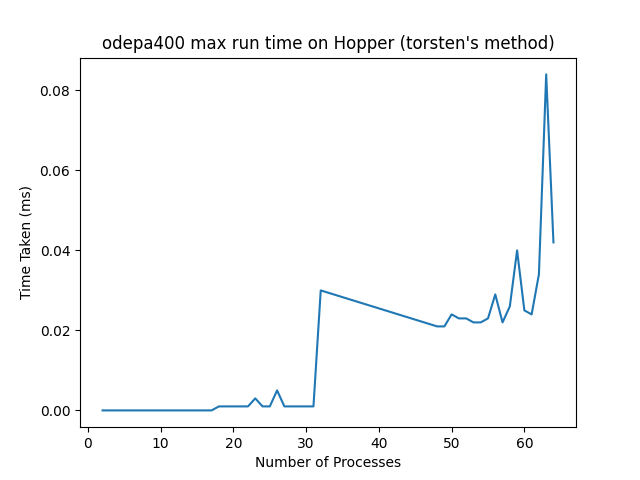 odepa400 max run time on Hopper (torsten's method)
Time Taken (ms)
0.08
0.06
0.04
0.02
0.00
0 10 20 30 40 50 60
Number of Processes